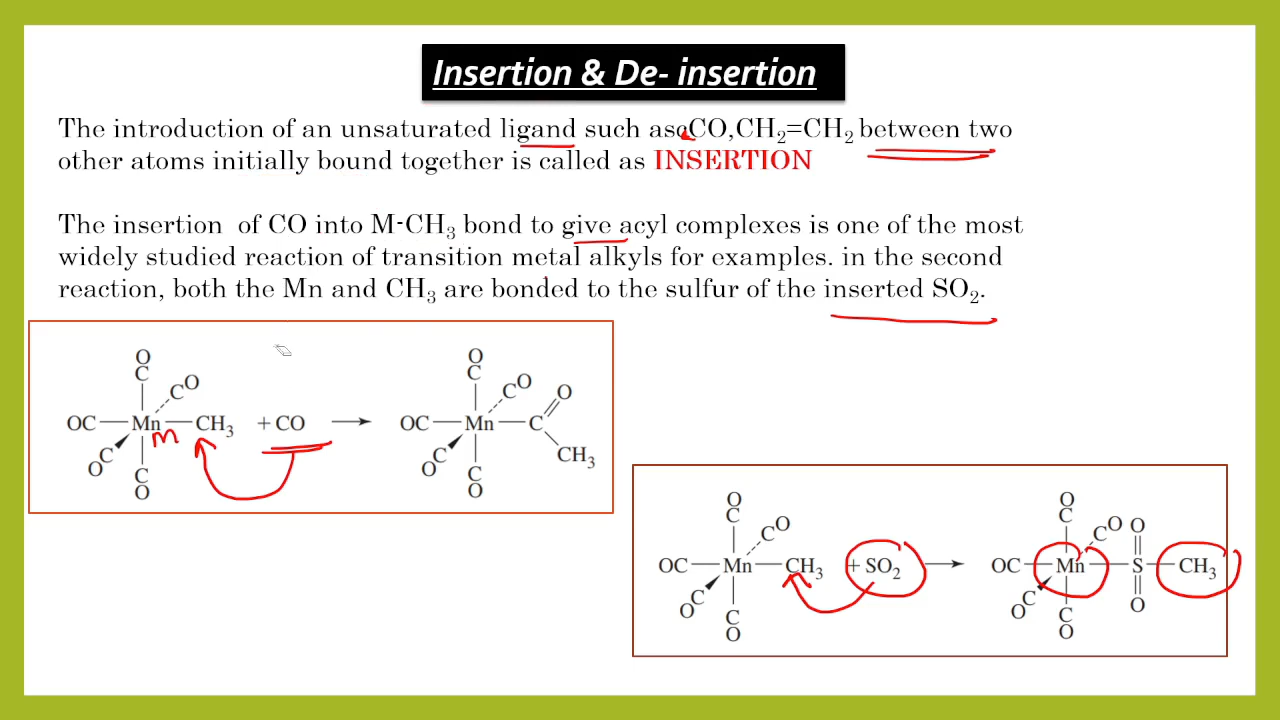 Insertion & De- insertion
The introduction of an unsaturated ligand such as CO,CH₂=CH₂ between two
other atoms initially bound together is called as INSERTION
The insertion of CO into M-CH₃ bond to give acyl complexes is one of the most
widely studied reaction of transition metal alkyls for examples. in the second
reaction, both the Mn and CH₃ are bonded to the sulfur of the inserted SO₂.
O
C
CO
OC—Mn—CH₃ + CO →
m
C
O
C
O
O
C
CO
O
OC—Mn—C
CH₃
C
O
C
O
O
C
CO
OC—Mn—CH₃ + SO₂ →
C
O
C
O
O
C
CO
O
OC—Mn—S—CH₃
C
O
C
O
O